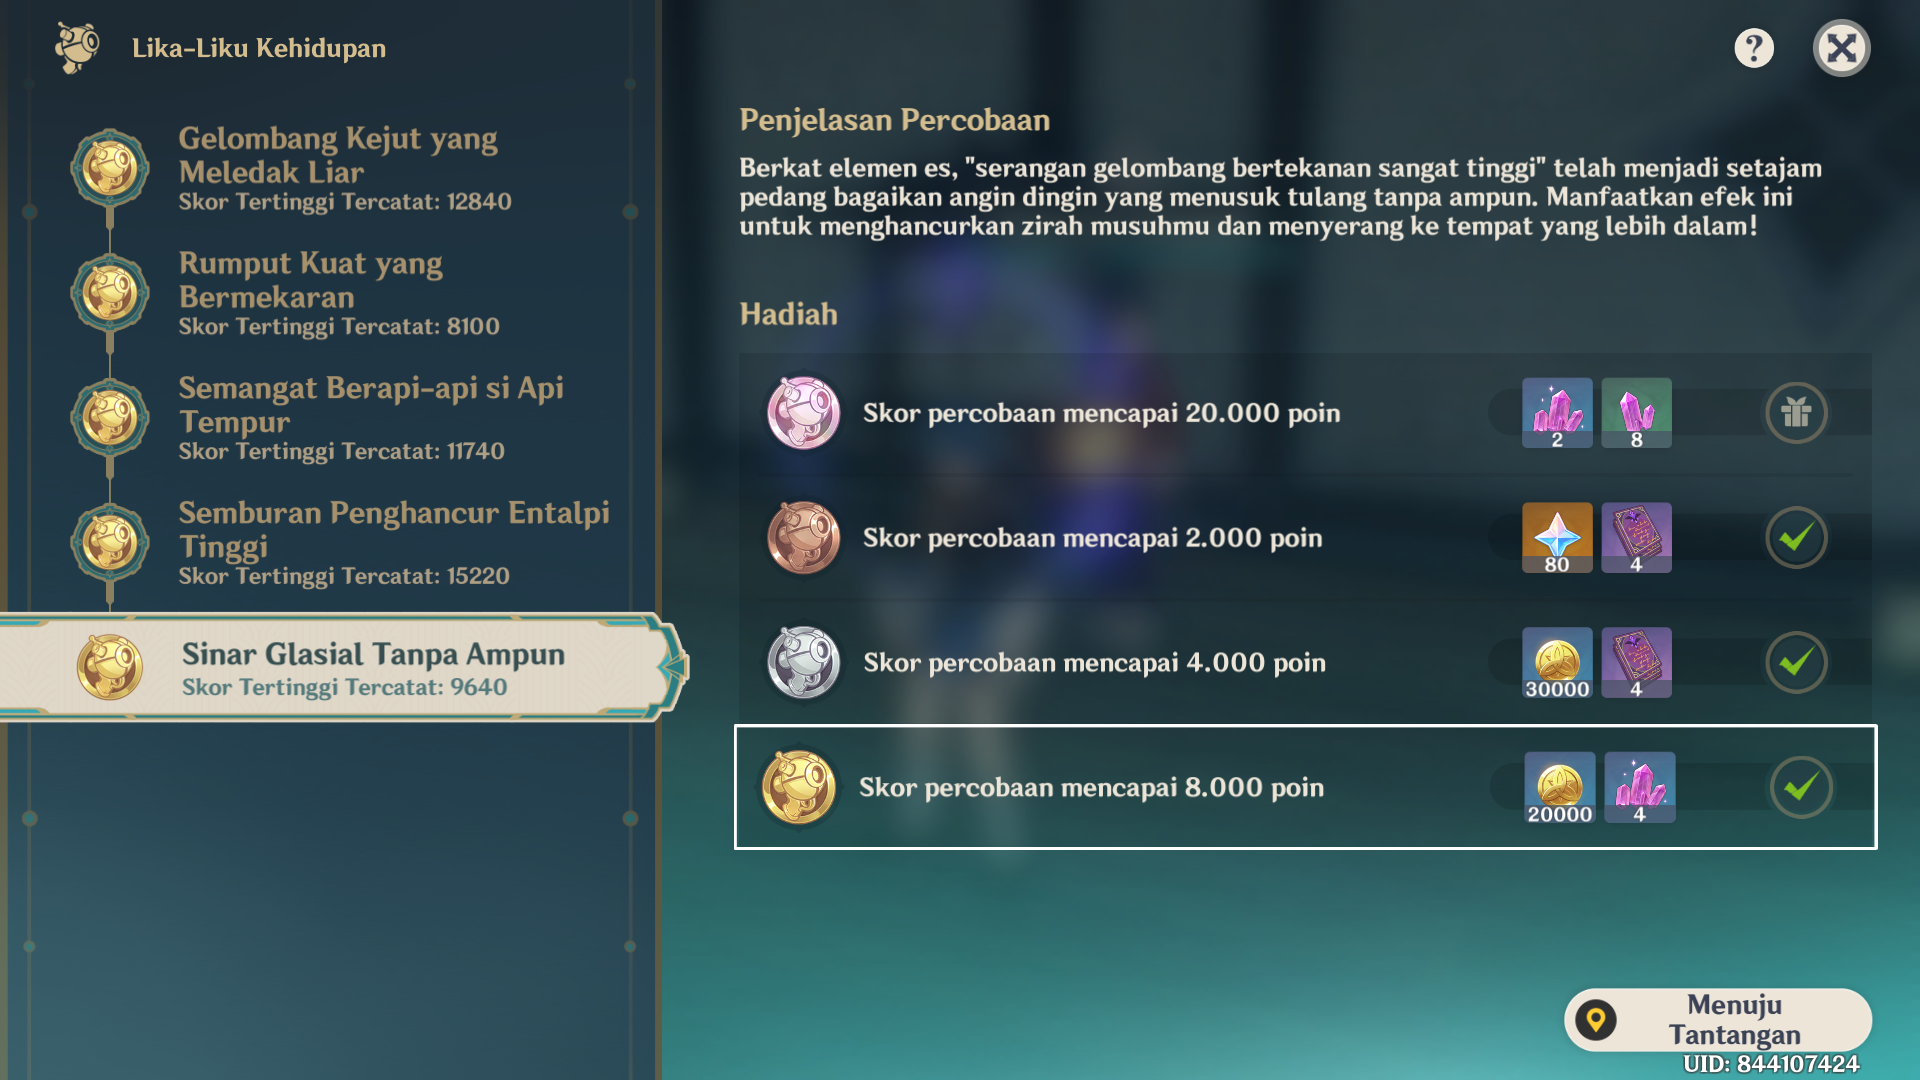 Lika-Liku Kehidupan
Gelombang Kejut yang
Meledak Liar
Skor Tertinggi Tercatat: 12840
Rumput Kuat yang
Bermekaran
Skor Tertinggi Tercatat: 8100
Semangat Berapi-api si Api
Tempur
Skor Tertinggi Tercatat: 11740
Semburan Penghancur Entalpi
Tinggi
Skor Tertinggi Tercatat: 15220
Sinar Glasial Tanpa Ampun
Skor Tertinggi Tercatat: 9640
?
Penjelasan Percobaan
Berkat elemen es, "serangan gelombang bertekanan sangat tinggi" telah menjadi setajam
pedang bagaikan angin dingin yang menusuk tulang tanpa ampun. Manfaatkan efek ini
untuk menghancurkan zirah musuhmu dan menyerang ke tempat yang lebih dalam!
Hadiah
Skor percobaan mencapai 20.000 poin
2
8
Skor percobaan mencapai 2.000 poin
80
4
Skor percobaan mencapai 4.000 poin
30000
4
Skor percobaan mencapai 8.000 poin
20000
4
Menuju
Tantangan
UID: 844107424